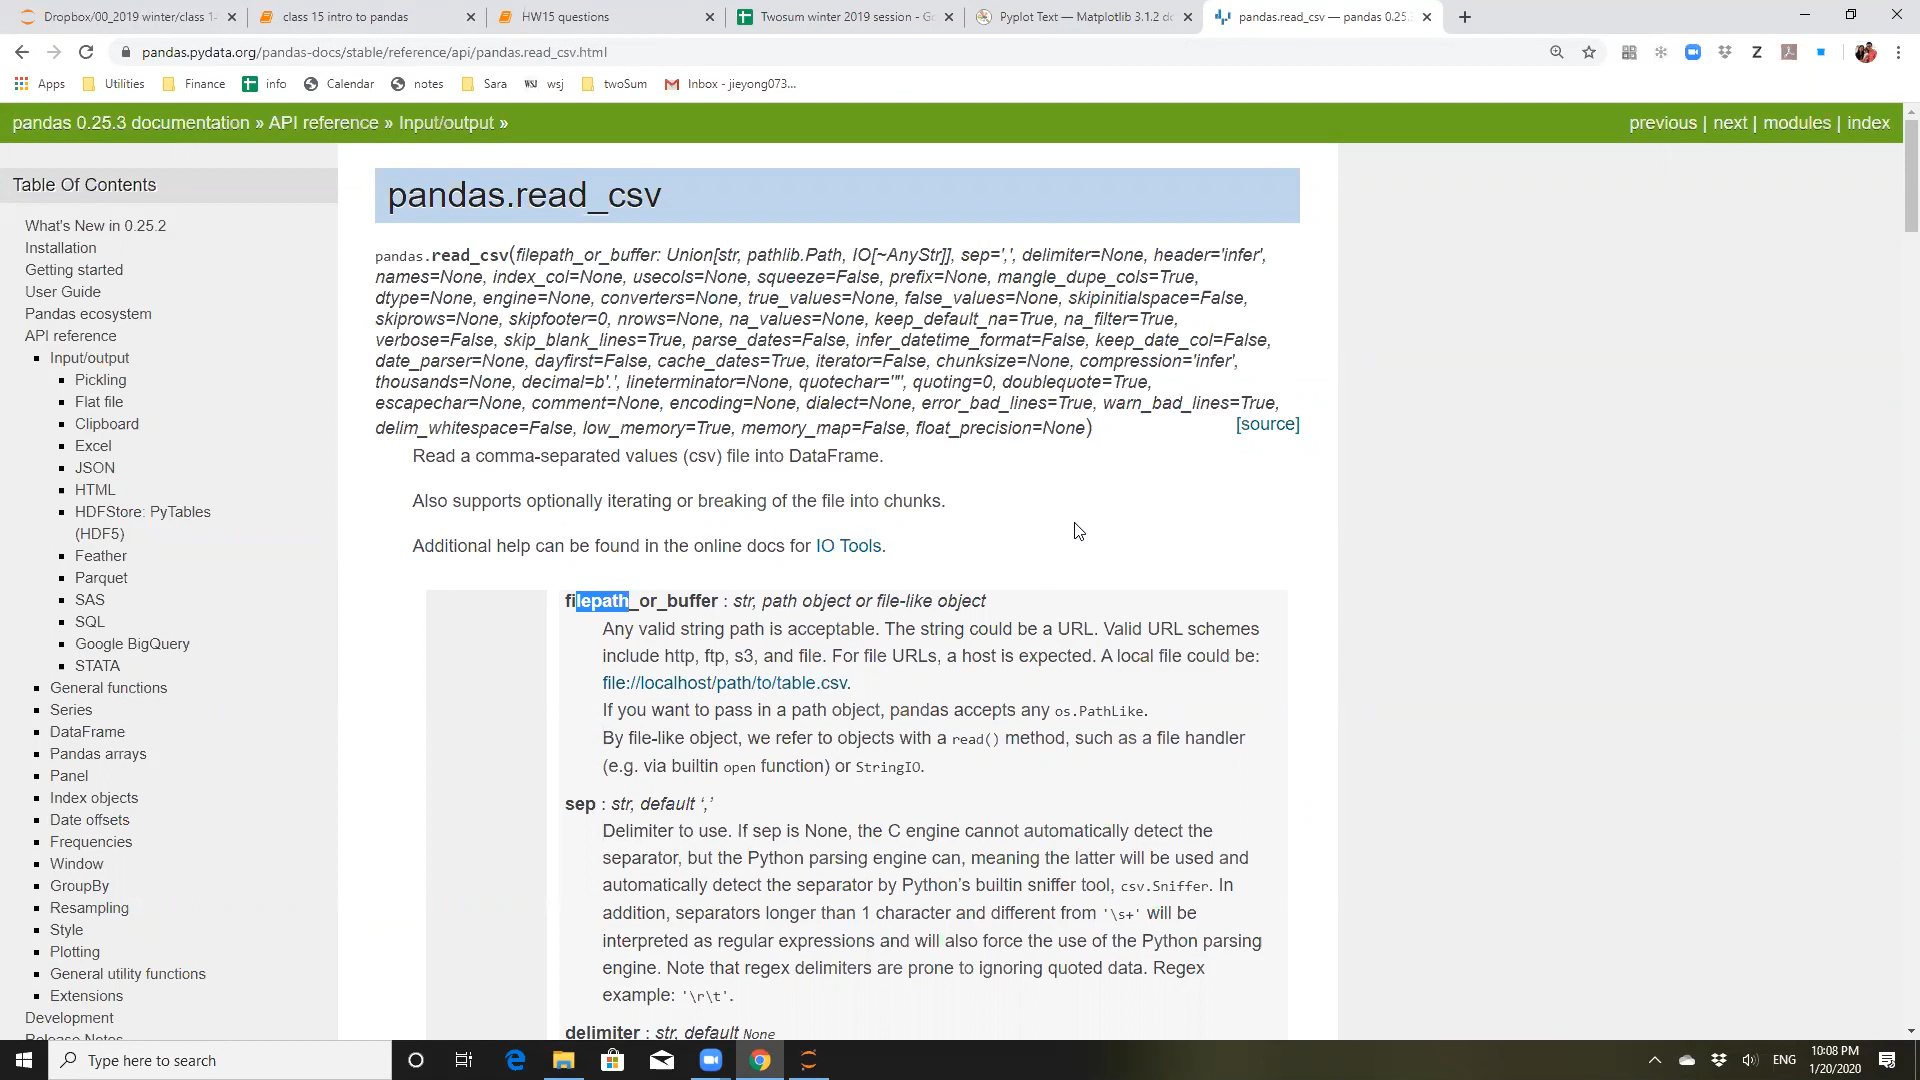 Dropbox/00_2019 winter/class 1-
class 15 intro to pandas
HW15 questions
Twosum winter 2019 session - Go
Pyplot Text — Matplotlib 3.1.2 do
pandas.read_csv — pandas 0.25.
pandas.pydata.org/pandas-docs/stable/reference/api/pandas.read_csv.html
Apps
Utilities
Finance
info
Calendar
notes
Sara
wsj
twoSum
Inbox - jieyong073...
pandas 0.25.3 documentation » API reference » Input/output »
previous | next | modules | index
Table Of Contents
What's New in 0.25.2
Installation
Getting started
User Guide
Pandas ecosystem
API reference
Input/output
Pickling
Flat file
Clipboard
Excel
JSON
HTML
HDFStore: PyTables
(HDF5)
Feather
Parquet
SAS
SQL
Google BigQuery
STATA
General functions
Series
DataFrame
Pandas arrays
Panel
Index objects
Date offsets
Frequencies
Window
GroupBy
Resampling
Style
Plotting
General utility functions
Extensions
Development
Release Notes
pandas.read_csv
pandas.read_csv(filepath_or_buffer: Union[str, pathlib.Path, IO[~AnyStr]], sep=',', delimiter=None, header='infer',
names=None, index_col=None, usecols=None, squeeze=False, prefix=None, mangle_dupe_cols=True,
dtype=None, engine=None, converters=None, true_values=None, false_values=None, skipinitialspace=False,
skiprows=None, skipfooter=0, nrows=None, na_values=None, keep_default_na=True, na_filter=True,
verbose=False, skip_blank_lines=True, parse_dates=False, infer_datetime_format=False, keep_date_col=False,
date_parser=None, dayfirst=False, cache_dates=True, iterator=False, chunksize=None, compression='infer',
thousands=None, decimal=b'.', lineterminator=None, quotechar='"', quoting=0, doublequote=True,
escapechar=None, comment=None, encoding=None, dialect=None, error_bad_lines=True, warn_bad_lines=True,
delim_whitespace=False, low_memory=True, memory_map=False, float_precision=None)
[source]
Read a comma-separated values (csv) file into DataFrame.
Also supports optionally iterating or breaking of the file into chunks.
Additional help can be found in the online docs for IO Tools.
filepath_or_buffer : str, path object or file-like object
Any valid string path is acceptable. The string could be a URL. Valid URL schemes
include http, ftp, s3, and file. For file URLs, a host is expected. A local file could be:
file://localhost/path/to/table.csv.
If you want to pass in a path object, pandas accepts any os.PathLike.
By file-like object, we refer to objects with a read() method, such as a file handler
(e.g. via builtin open function) or StringIO.
sep : str, default ‘,’
Delimiter to use. If sep is None, the C engine cannot automatically detect the
separator, but the Python parsing engine can, meaning the latter will be used and
automatically detect the separator by Python’s builtin sniffer tool, csv.Sniffer. In
addition, separators longer than 1 character and different from '\s+' will be
interpreted as regular expressions and will also force the use of the Python parsing
engine. Note that regex delimiters are prone to ignoring quoted data. Regex
example: '\r\t'.
delimiter : str, default None
Type here to search
ENG
10:08 PM
1/20/2020